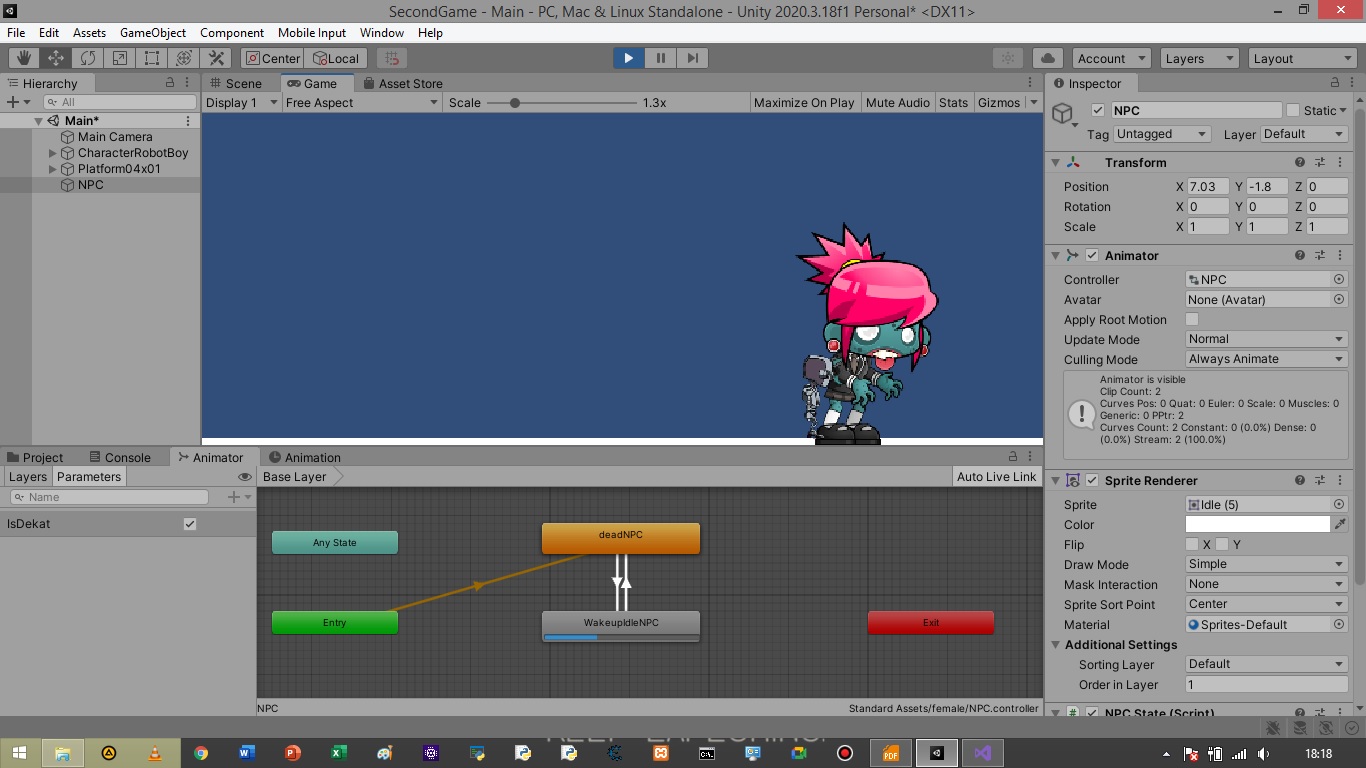 SecondGame - Main - PC, Mac & Linux Standalone - Unity 2020.3.18f1 Personal* <DX11>
File Edit Assets GameObject Component Mobile Input Window Help
Center Local Account Layers Layout
Hierarchy Scene Game Asset Store Inspector
All Display 1 Free Aspect Scale 1.3x Maximize On Play Mute Audio Stats Gizmos
NPC Static
Main*
Main Camera
CharacterRobotBoy
Platform04x01
NPC
Tag Untagged Layer Default
Transform
Position X 7.03 Y -1.8 Z 0
Rotation X 0 Y 0 Z 0
Scale X 1 Y 1 Z 1
Animator
Controller NPC
Avatar None (Avatar)
Apply Root Motion
Update Mode Normal
Culling Mode Always Animate
Animator is visible
Clip Count: 2
Curves Pos: 0 Quat: 0 Euler: 0 Scale: 0 Muscles: 0
Generic: 0 PPtr: 2
Curves Count: 2 Constant: 0 (0.0%) Dense: 0
(0.0%) Stream: 2 (100.0%)
Sprite Renderer
Sprite Idle (5)
Color
Flip X Y
Draw Mode Simple
Mask Interaction None
Sprite Sort Point Center
Material Sprites-Default
Additional Settings
Sorting Layer Default
Order in Layer 1
NPC State (Script)
Project Console Animator Animation
Layers Parameters Base Layer Auto Live Link
Name
IsDekat
Any State
deadNPC
Entry
WakeupIdleNPC
Exit
NPC Standard Assets/female/NPC.controller
PDF
18:18